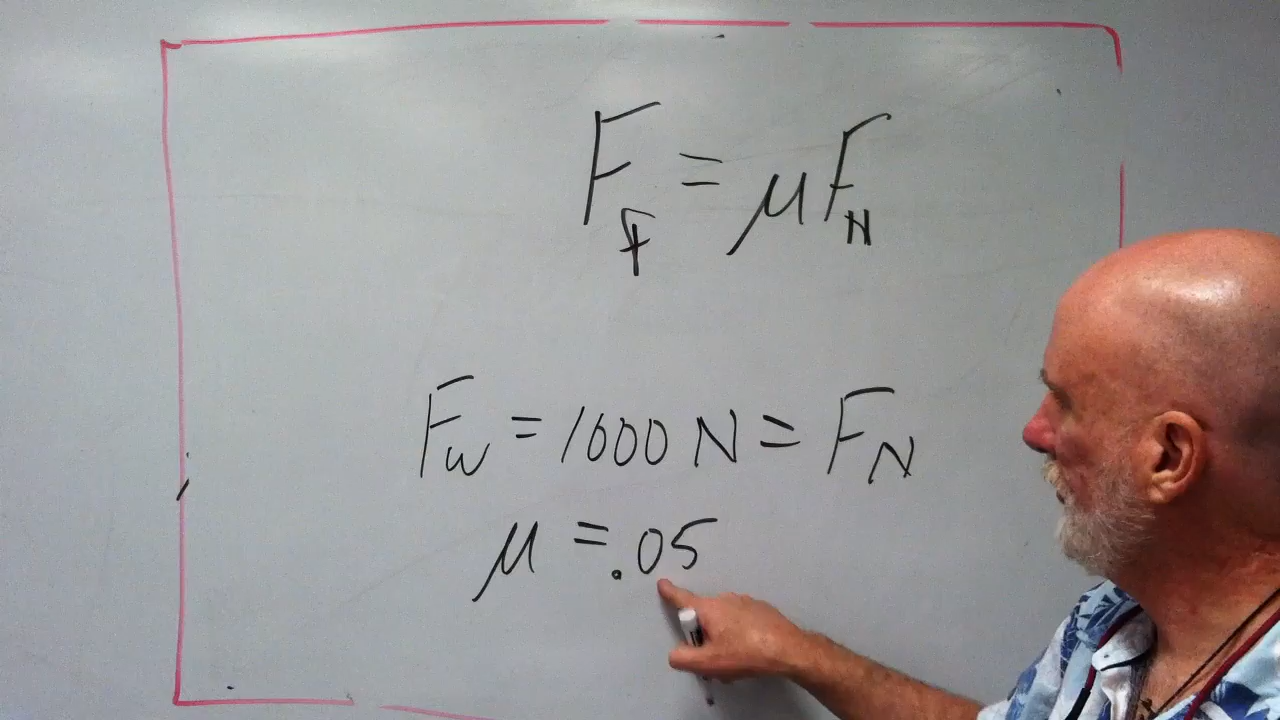 F_f = μF_N
F_w = 1000 N = F_N
μ = .05